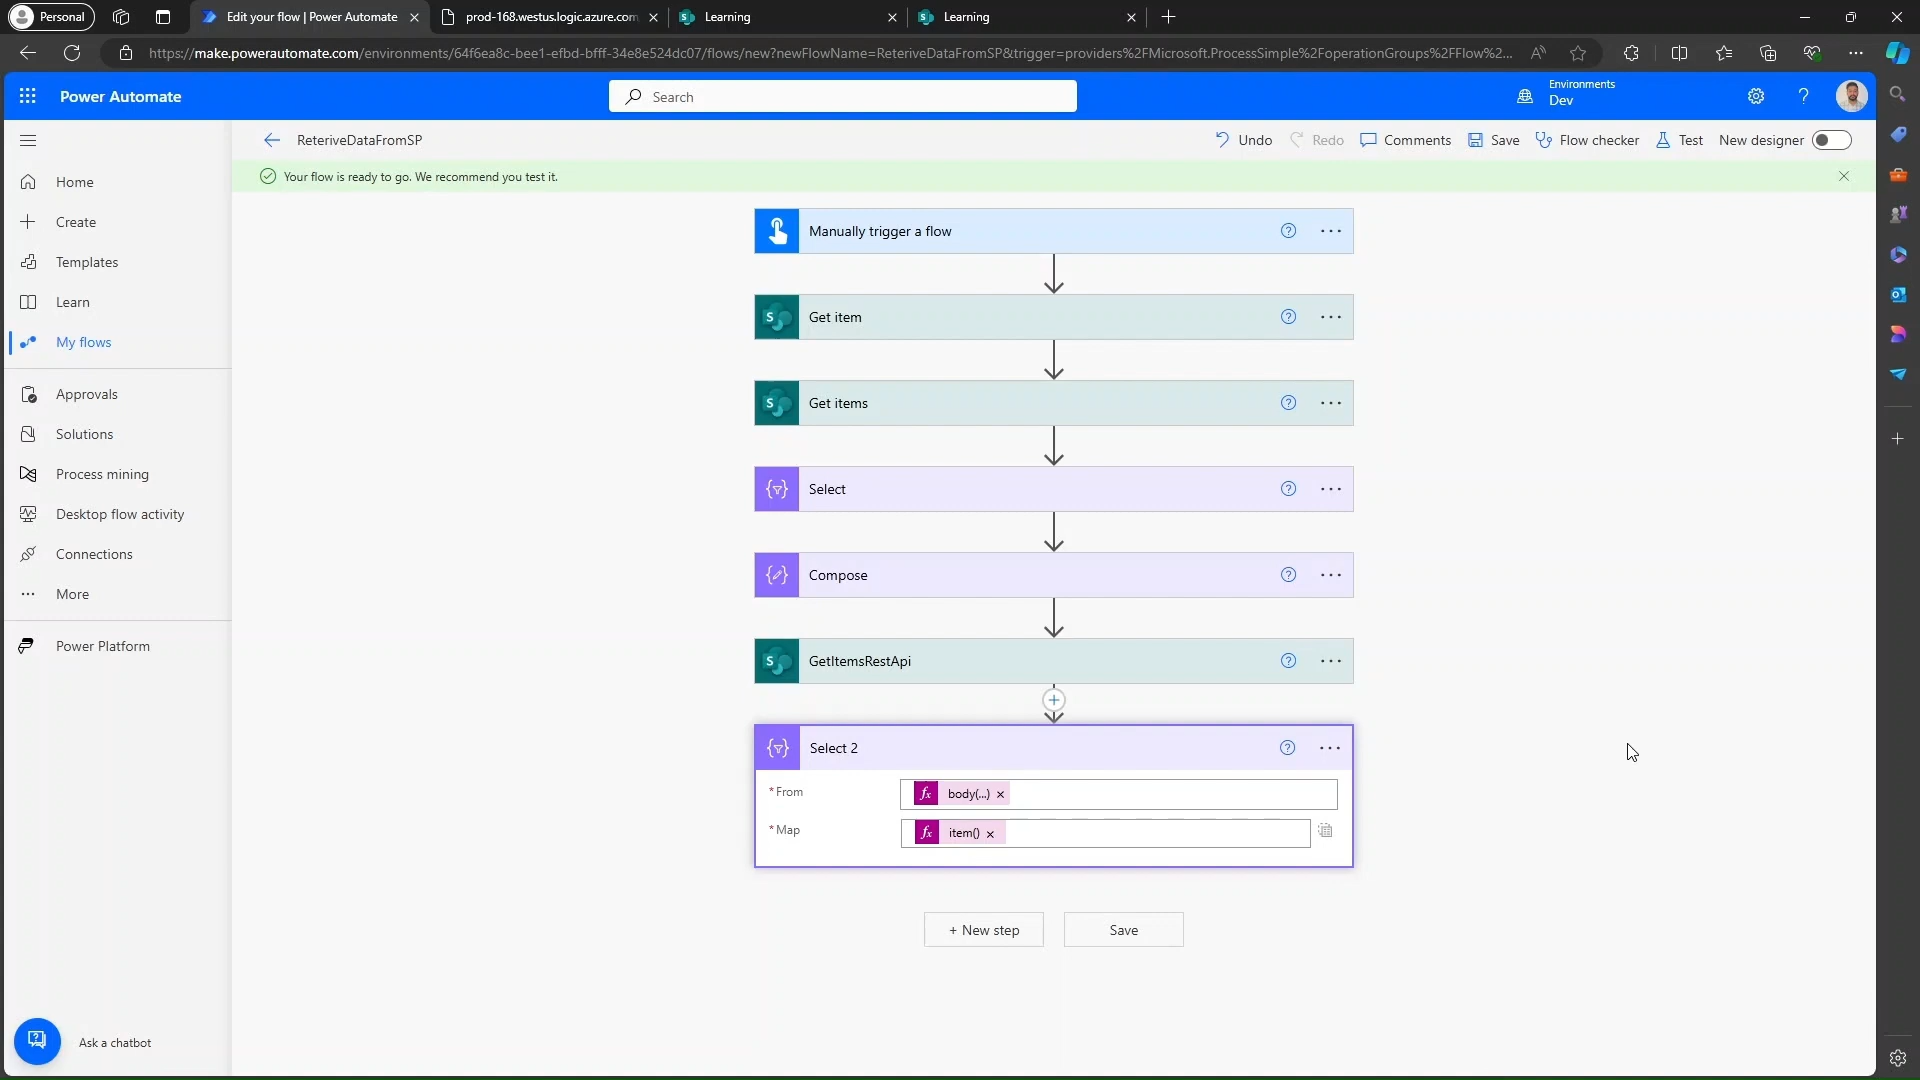 Personal
Edit your flow | Power Automate
prod-168.westus.logic.azure.com
Learning
Learning
https://make.powerautomate.com/environments/64f6ea8c-bee1-efbd-bfff-34e8e524dc07/flows/new?newFlowName=ReteriveDataFromSP&trigger=providers%2FMicrosoft.ProcessSimple%2FoperationGroups%2FFlow%2...
Power Automate
Search
Environments
Dev
ReteriveDataFromSP
Undo
Redo
Comments
Save
Flow checker
Test
New designer
Your flow is ready to go. We recommend you test it.
Home
Create
Templates
Learn
My flows
Approvals
Solutions
Process mining
Desktop flow activity
Connections
More
Power Platform
Ask a chatbot
Manually trigger a flow
Get item
Get items
Select
Compose
GetItemsRestApi
Select 2
* From
fx body(...) ×
* Map
fx item() ×
+ New step
Save